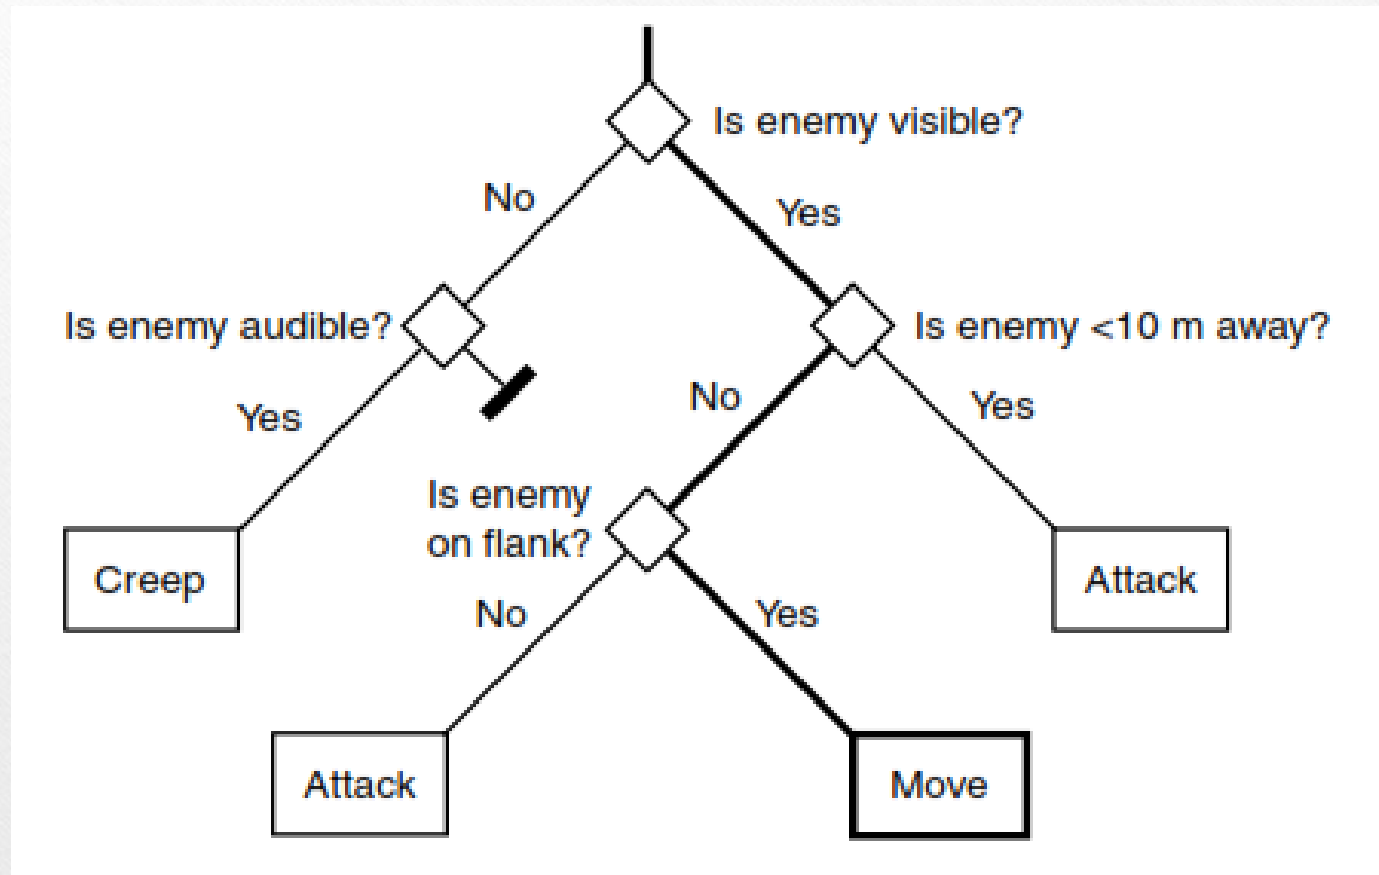 Is enemy visible?
No
Yes
Is enemy audible?
Is enemy <10 m away?
No
Yes
Yes
Is enemy
on flank?
Creep
Attack
No
Yes
Attack
Move